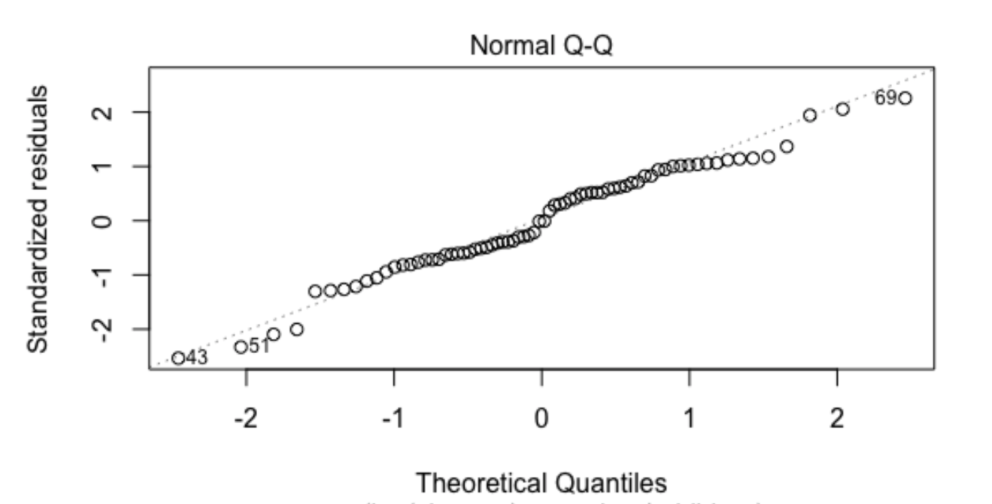 Normal Q-Q
Standardized residuals
2
1
0
-1
-2
69
43
51
-2 -1 0 1 2
Theoretical Quantiles